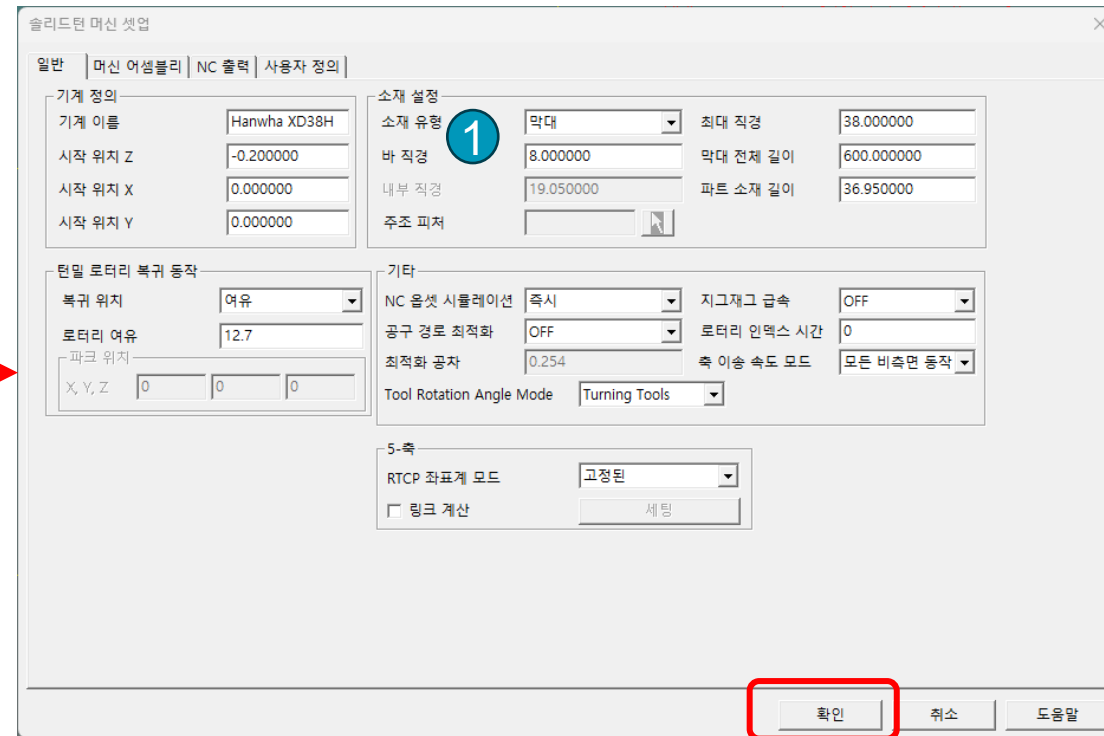 솔리드턴 머신 셋업
일반 머신 어셈블리 NC 출력 사용자 정의
기계 정의
기계 이름 Hanwha XD38H
시작 위치 Z -0.200000
시작 위치 X 0.000000
시작 위치 Y 0.000000
소재 설정
소재 유형 1 막대 최대 직경 38.000000
바 직경 8.000000 막대 전체 길이 600.000000
내부 직경 19.050000 파트 소재 길이 36.950000
주조 피처
턴밀 로터리 복귀 동작
복귀 위치 여유
로터리 여유 12.7
파크 위치
X, Y, Z 0 0 0
기타
NC 옵셋 시뮬레이션 즉시 지그재그 급속 OFF
공구 경로 최적화 OFF 로터리 인덱스 시간 0
최적화 공차 0.254 축 이송 속도 모드 모든 비측면 동작
Tool Rotation Angle Mode Turning Tools
5-축
RTCP 좌표계 모드 고정된
링크 계산 세팅
확인 취소 도움말